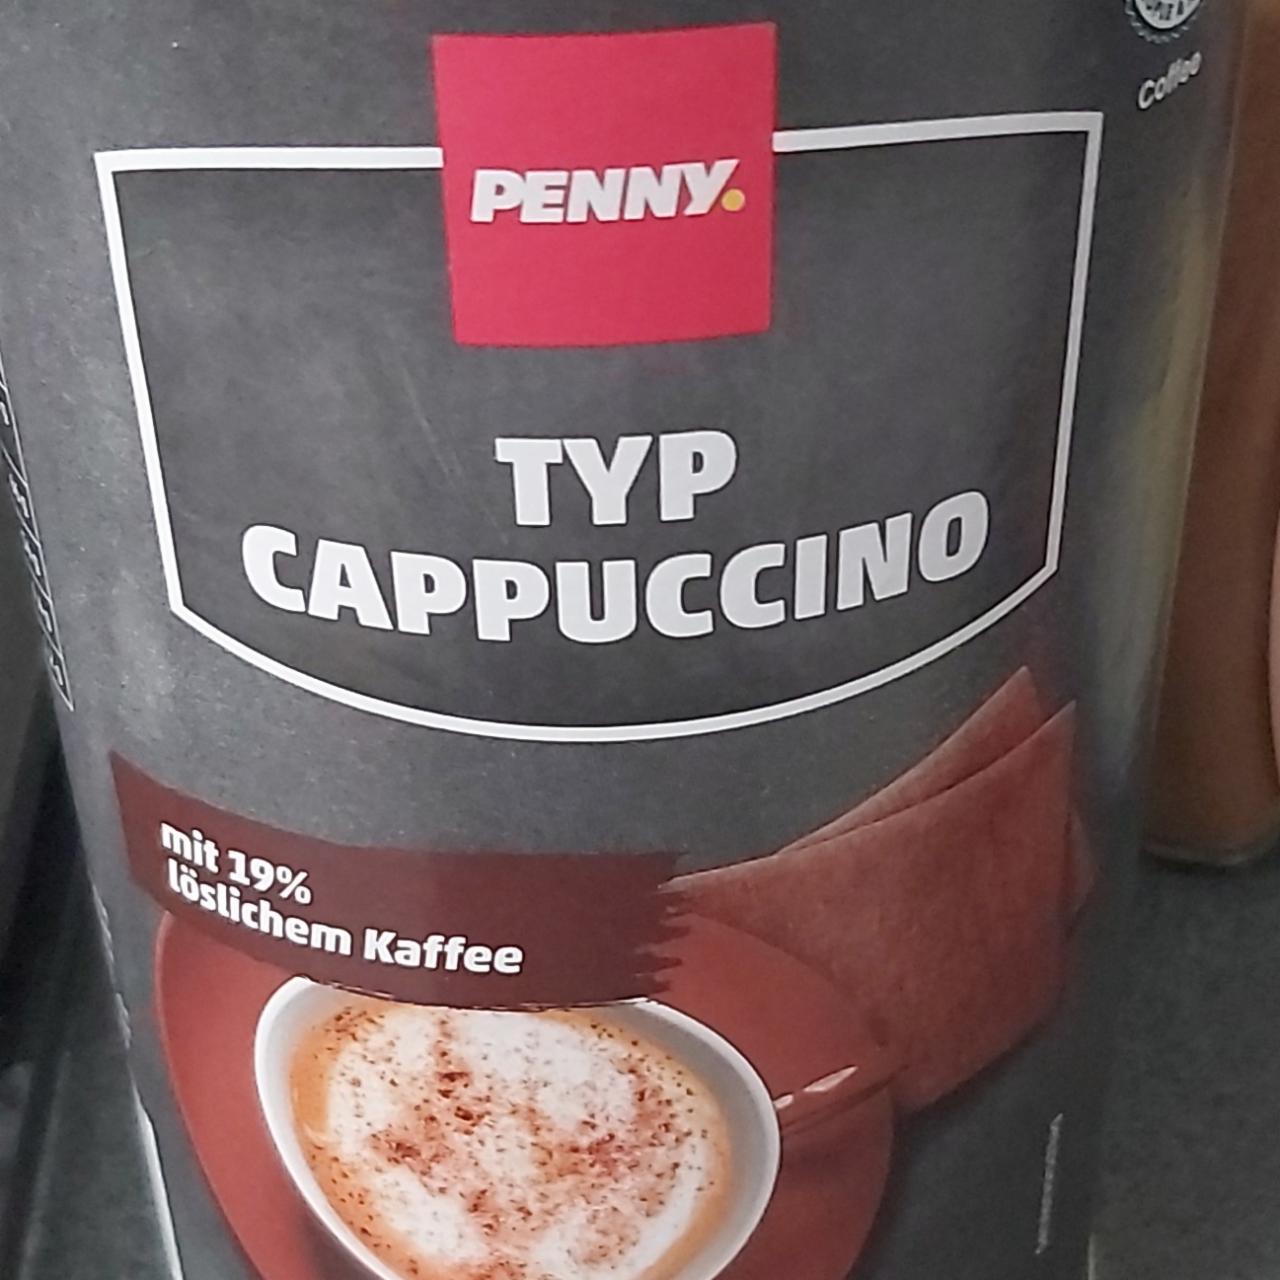 Coffee
PENNY.
TYP
CAPPUCCINO
mit 19%
löslichem Kaffee